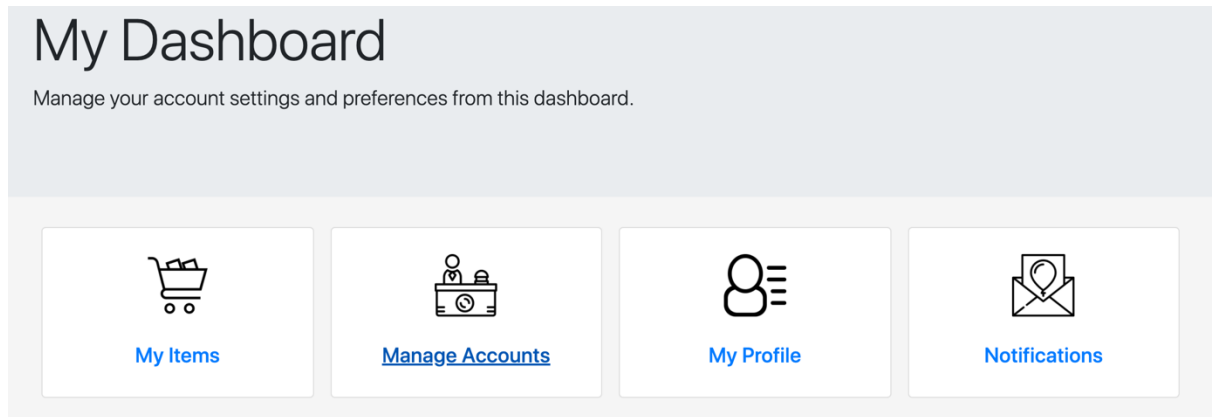 My Dashboard
Manage your account settings and preferences from this dashboard.
My Items
Manage Accounts
My Profile
Notifications